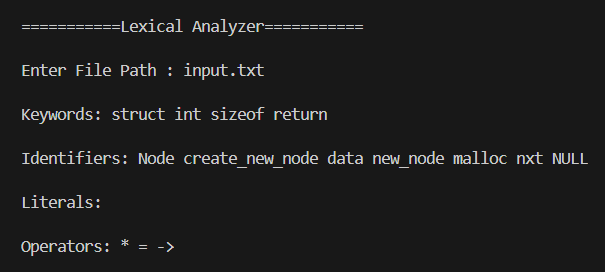 ===========Lexical Analyzer===========
Enter File Path : input.txt
Keywords: struct int sizeof return
Identifiers: Node create_new_node data new_node malloc nxt NULL
Literals:
Operators: * = ->